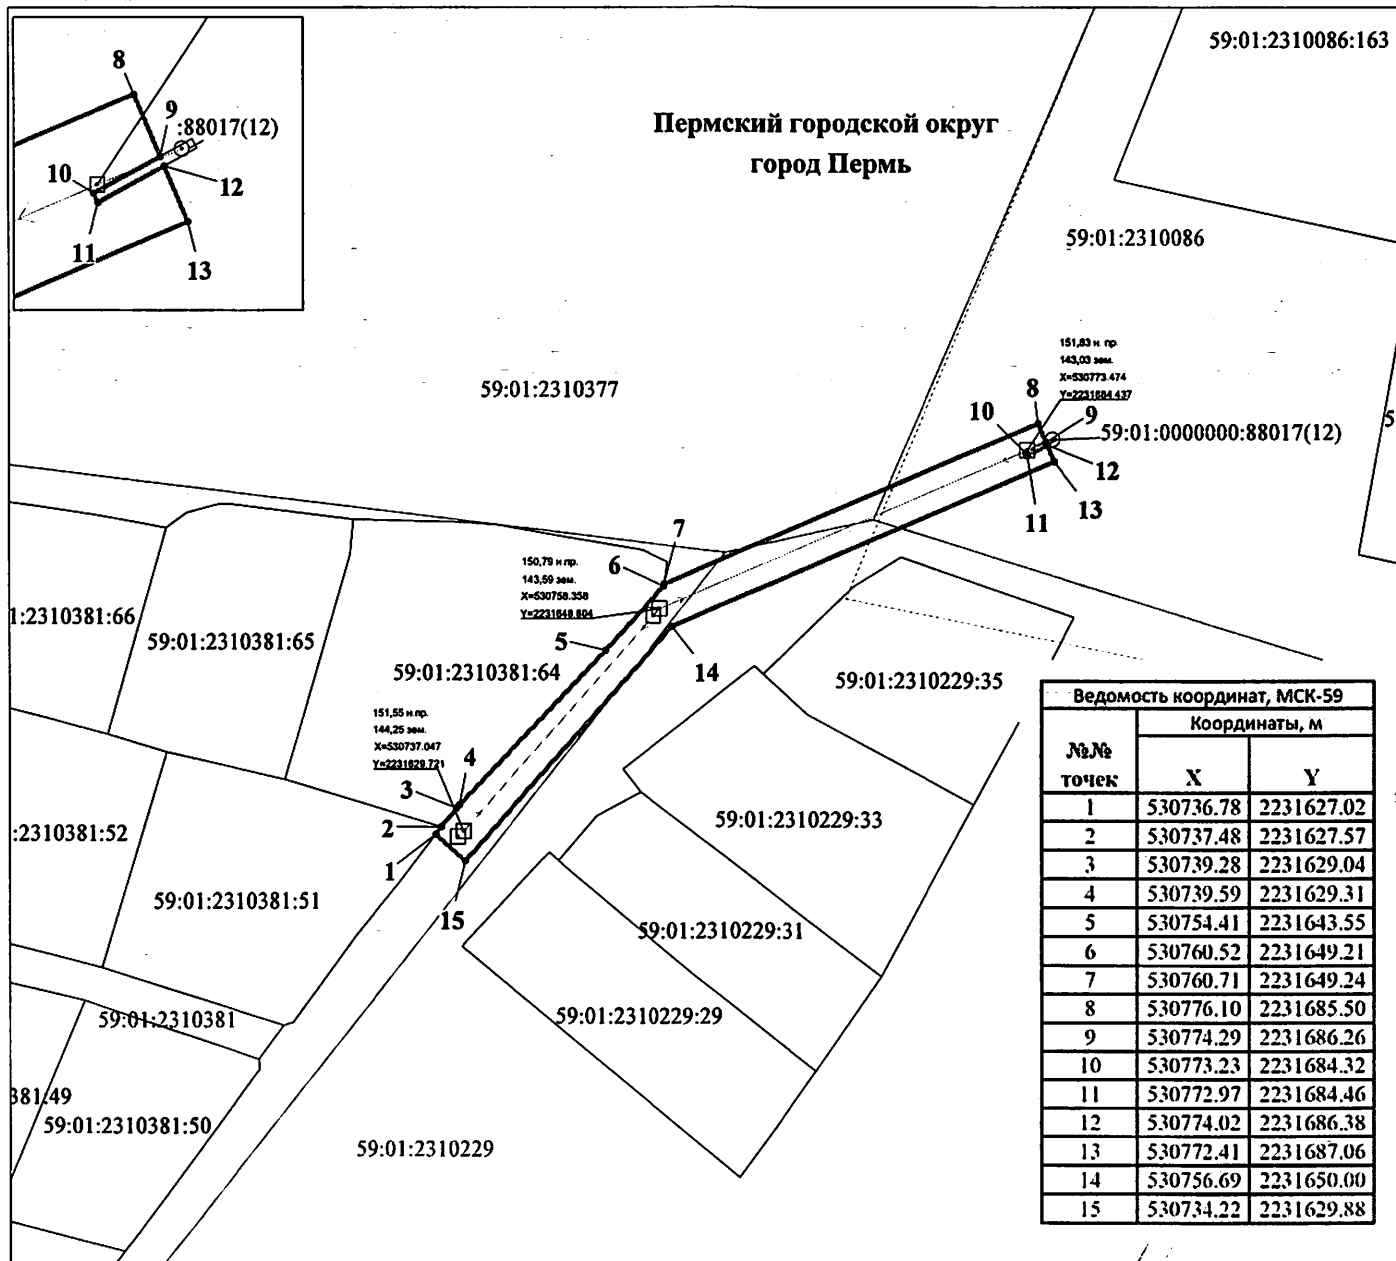 8
9
:88017(12)
10
12
11
13
59:01:2310086:163
Пермский городской округ
город Пермь
59:01:2310086
59:01:2310377
151,83 н. пр.
143,03 зем.
X=530773.474
Y=2231684.437
8
10
9
59:01:0000000:88017(12)
12
13
11
7
6
150,79 н.пр.
143,59 зем.
X=530758.358
Y=2231648.604
1:2310381:66
59:01:2310381:65
5
59:01:2310381:64
14
59:01:2310229:35
151,55 н.пр.
144,25 зем.
X=530737.047
Y=2231629.721
4
3
2
1
:2310381:52
59:01:2310229:33
59:01:2310381:51
15
59:01:2310229:31
59:01:2310381
59:01:2310229:29
381:49
59:01:2310381:50
59:01:2310229
5
Ведомость координат, МСК-59
№№ точек Координаты, м
X Y
1 530736.78 2231627.02
2 530737.48 2231627.57
3 530739.28 2231629.04
4 530739.59 2231629.31
5 530754.41 2231643.55
6 530760.52 2231649.21
7 530760.71 2231649.24
8 530776.10 2231685.50
9 530774.29 2231686.26
10 530773.23 2231684.32
11 530772.97 2231684.46
12 530774.02 2231686.38
13 530772.41 2231687.06
14 530756.69 2231650.00
15 530734.22 2231629.88